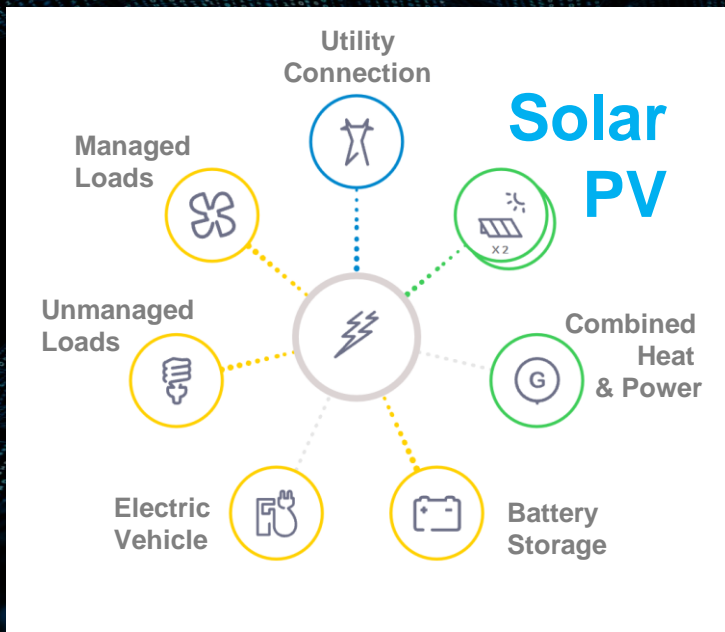 Utility
Connection
Solar
PV
Managed
Loads
X2
Unmanaged
Loads
Combined
Heat
& Power
G
Electric
Vehicle
Battery
Storage